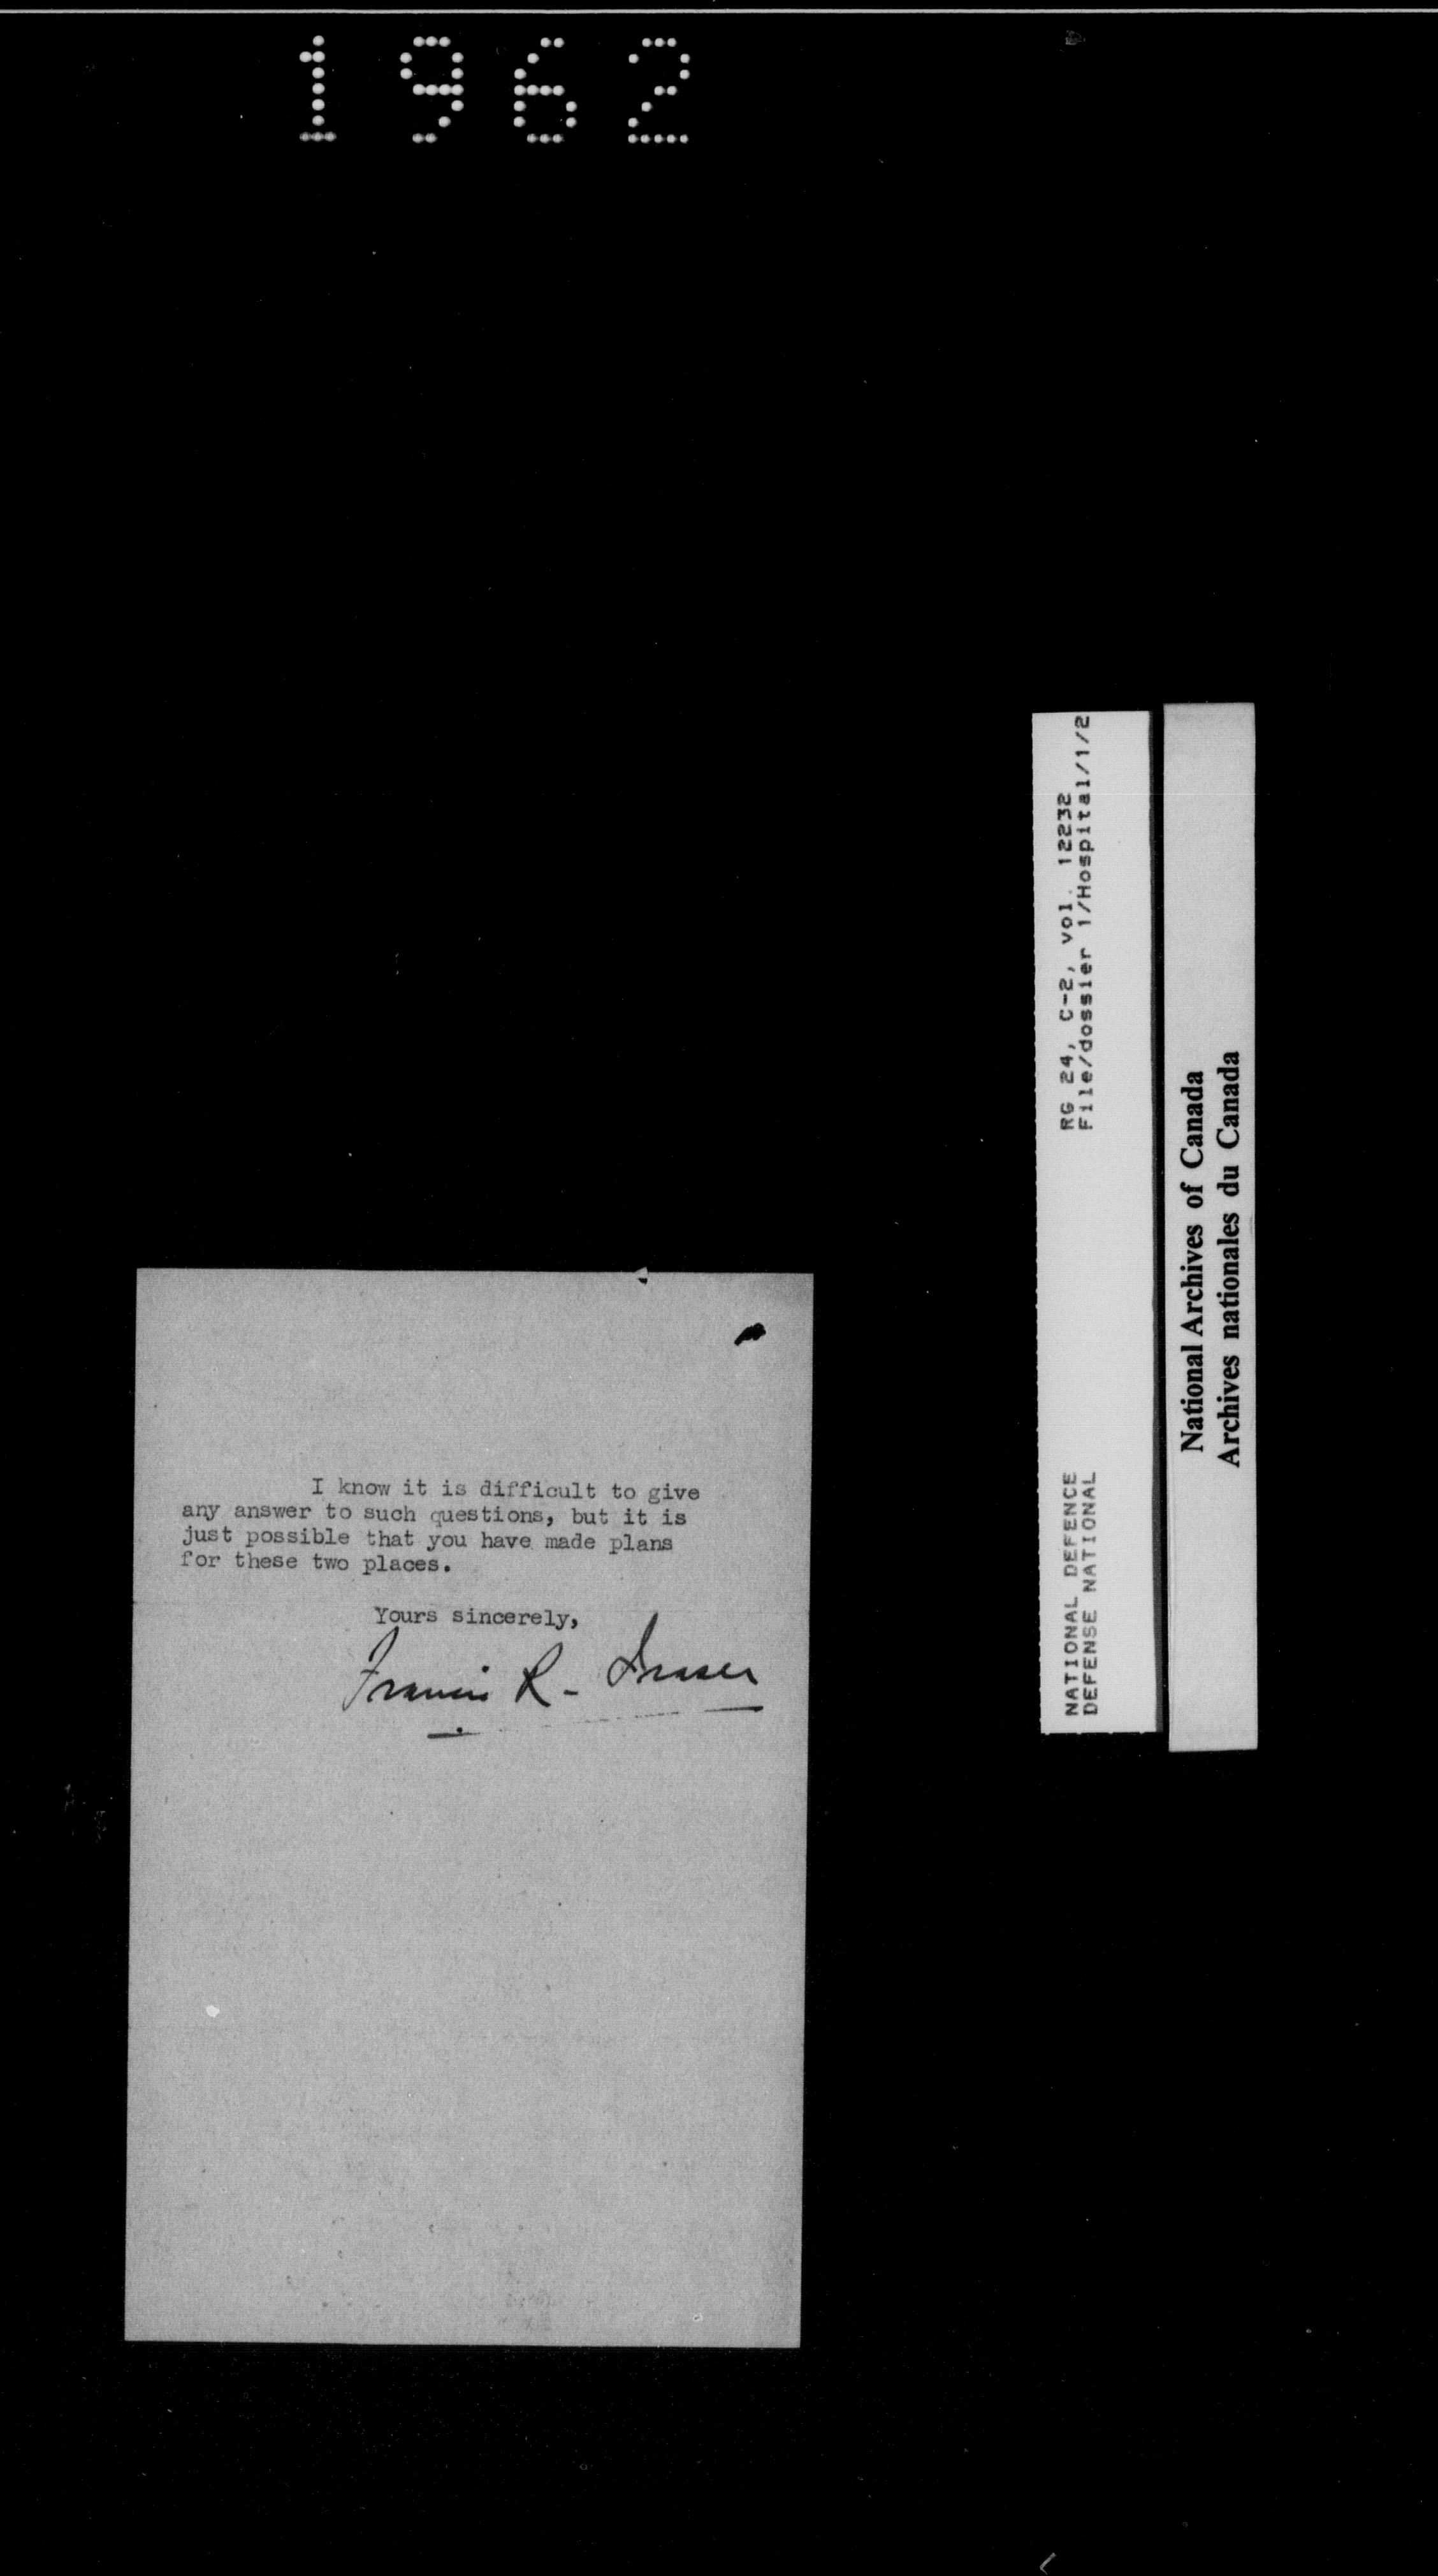 1962
I know it is difficult to give
any answer to such questions, but it is
just possible that you have made plans
for these two places.
Yours sincerely,
Francis R. Fraser
NATIONAL DEFENCE RG 24, C-2, vol. 12232
DEFENSE NATIONAL File/dossier 1/Hospital/1/2
National Archives of Canada
Archives nationales du Canada